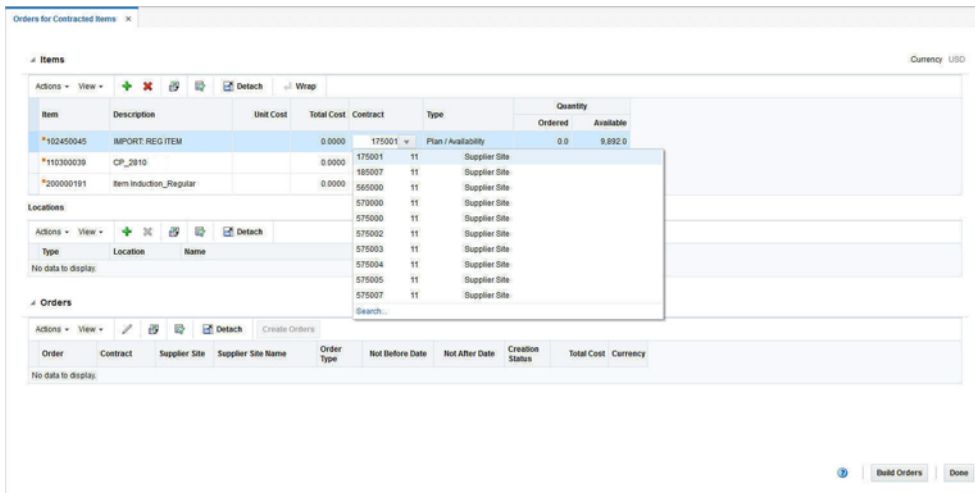 Orders for Contracted Items ×
Items
Currency USD
Actions View Detach Wrap
Quantity
Item Description Unit Cost Total Cost Contract Type Ordered Available
102450045 IMPORT: REG ITEM 0.0000 175001 Plan / Availability 0.0 9,892.0
110300039 CP_2810 0.0000
200000191 Item Induction_Regular 0.0000
175001 11 Supplier Site
185007 11 Supplier Site
565000 11 Supplier Site
570000 11 Supplier Site
575000 11 Supplier Site
575002 11 Supplier Site
575003 11 Supplier Site
575004 11 Supplier Site
575005 11 Supplier Site
575007 11 Supplier Site
Search...
Locations
Actions View Detach
Type Location Name
No data to display.
Orders
Actions View Detach Create Orders
Order Contract Supplier Site Supplier Site Name Order Type Not Before Date Not After Date Creation Status Total Cost Currency
No data to display.
Build Orders Done